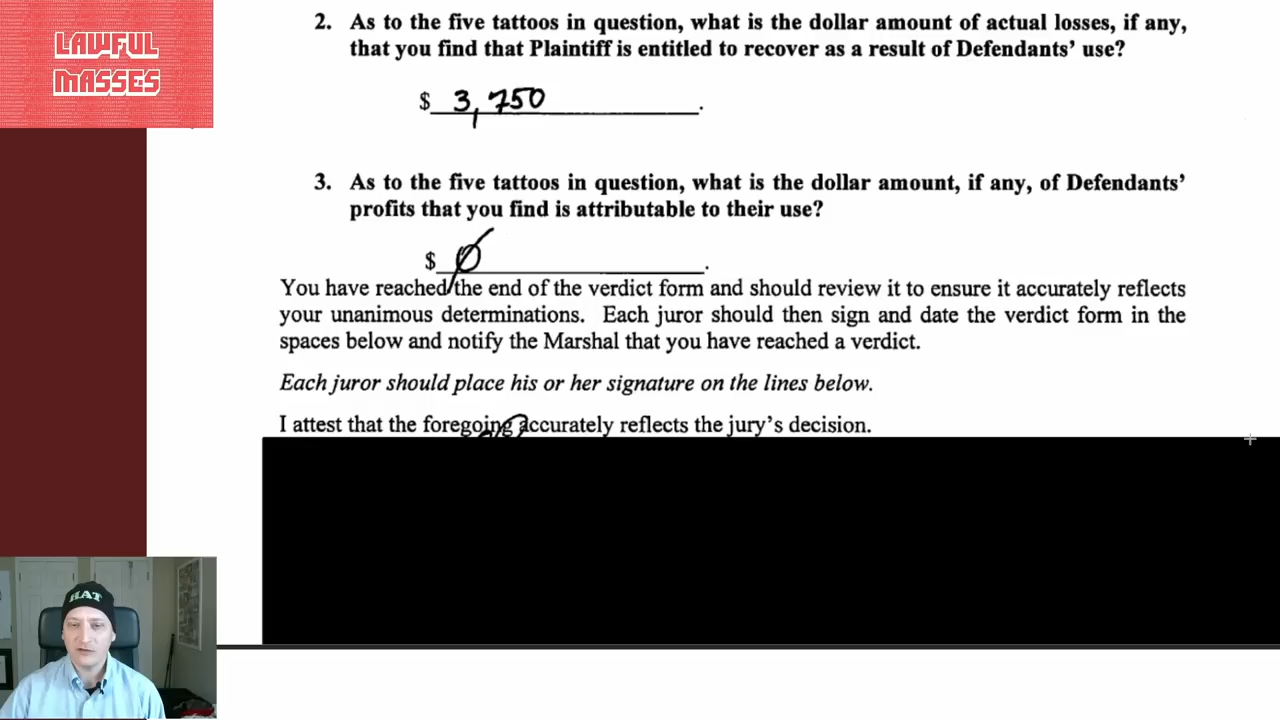 LAWFUL
MASSES
2. As to the five tattoos in question, what is the dollar amount of actual losses, if any,
that you find that Plaintiff is entitled to recover as a result of Defendants' use?
$ 3,750.
3. As to the five tattoos in question, what is the dollar amount, if any, of Defendants'
profits that you find is attributable to their use?
$ 0.
You have reached the end of the verdict form and should review it to ensure it accurately reflects
your unanimous determinations. Each juror should then sign and date the verdict form in the
spaces below and notify the Marshal that you have reached a verdict.
Each juror should place his or her signature on the lines below.
I attest that the foregoing accurately reflects the jury's decision.
HAT